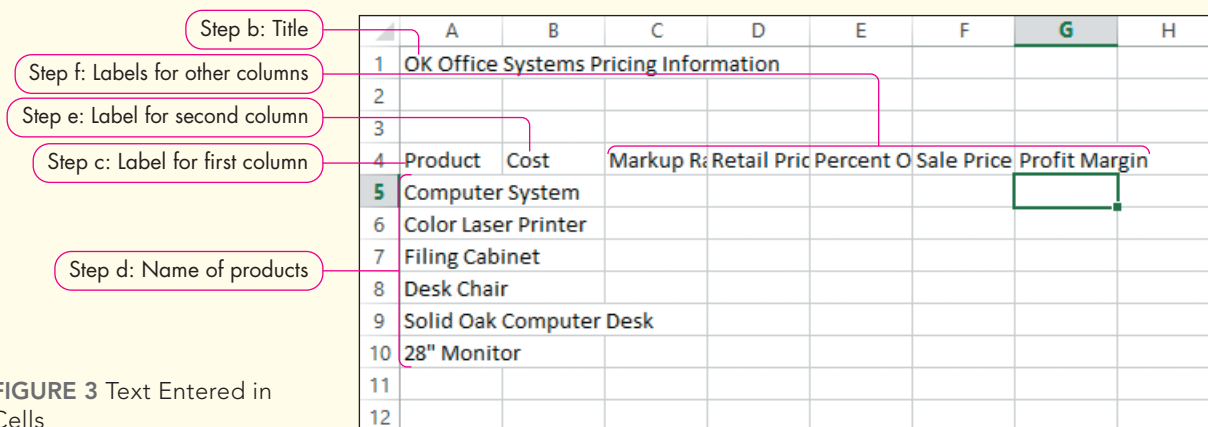 Step b: Title
Step f: Labels for other columns
Step e: Label for second column
Step c: Label for first column
Step d: Name of products
A B C D E F G H
1 OK Office Systems Pricing Information
2
3
4 Product Cost Markup Ra Retail Pric Percent O Sale Price Profit Margin
5 Computer System
6 Color Laser Printer
7 Filing Cabinet
8 Desk Chair
9 Solid Oak Computer Desk
10 28" Monitor
11
12
FIGURE 3 Text Entered in
Cells